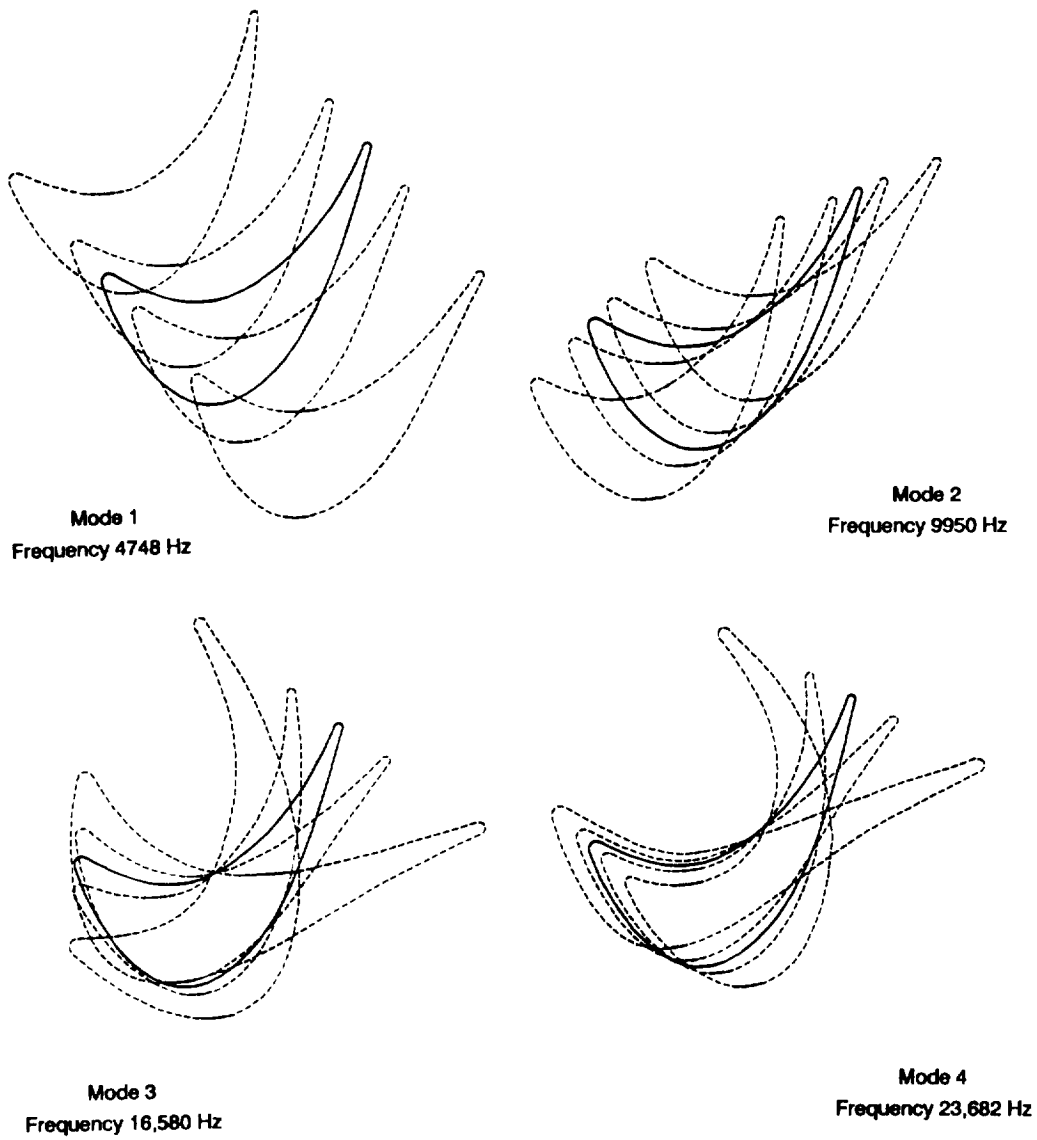 Mode 1
Frequency 4748 Hz
Mode 2
Frequency 9950 Hz
Mode 3
Frequency 16,580 Hz
Mode 4
Frequency 23,682 Hz